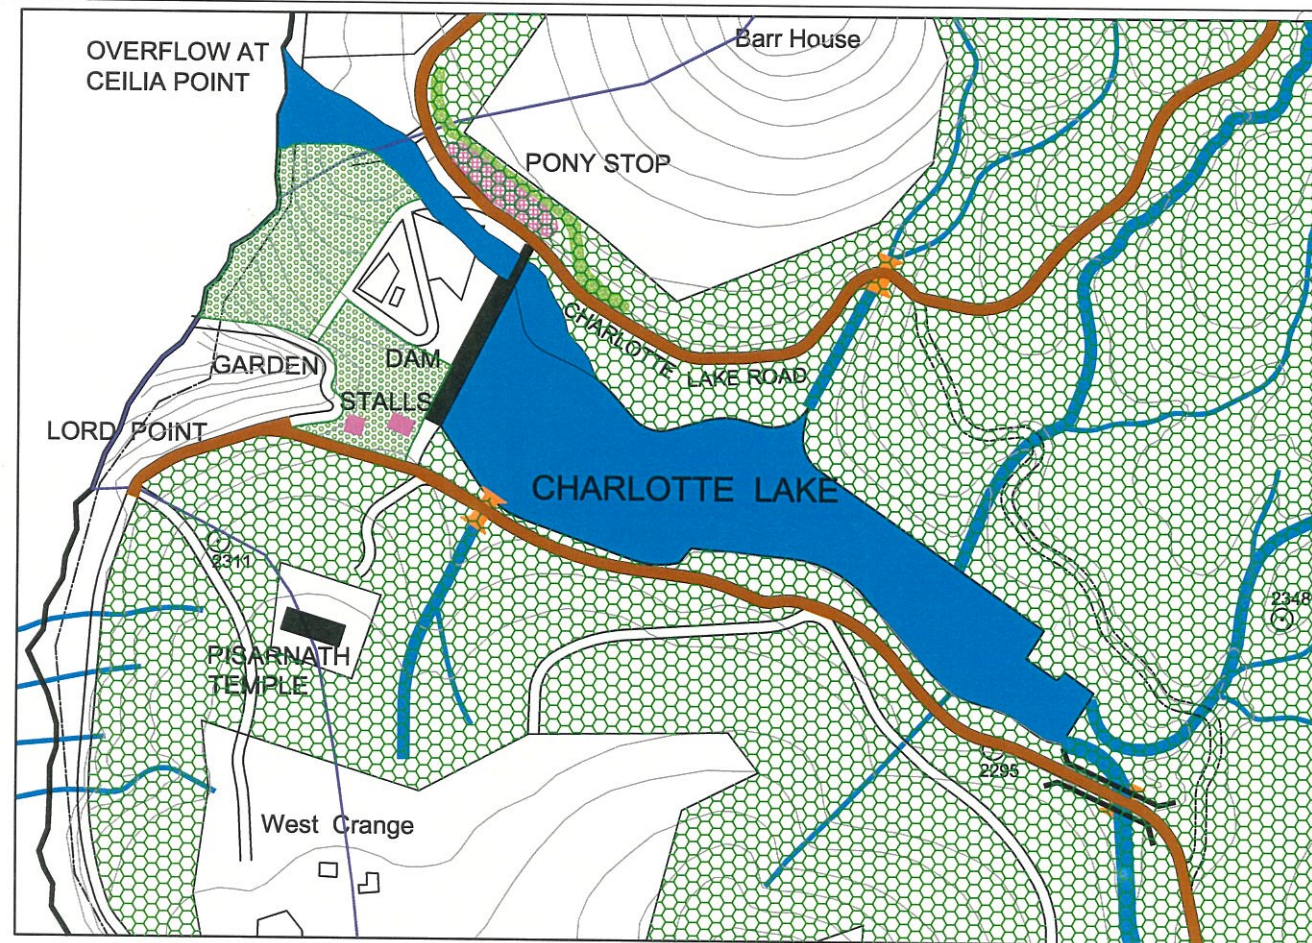 OVERFLOW AT
CEILIA POINT
Barr House
PONY STOP
CHARLOTTE LAKE ROAD
GARDEN
DAM
STALLS
LORD POINT
CHARLOTTE LAKE
2311
2348
PISARNATH
TEMPLE
2295
West Crange